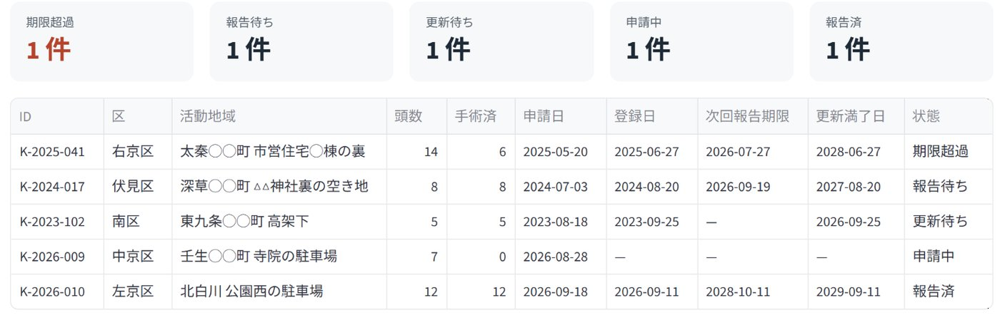 期限超過 報告待ち 更新待ち 申請中 報告済
1 件 1 件 1 件 1 件 1 件
ID 区 活動地域 頭数 手術済 申請日 登録日 次回報告期限 更新満了日 状態
K-2025-041 右京区 太秦◯◯町 市営住宅◯棟の裏 14 6 2025-05-20 2025-06-27 2026-07-27 2028-06-27 期限超過
K-2024-017 伏見区 深草◯◯町 △△神社裏の空き地 8 8 2024-07-03 2024-08-20 2026-09-19 2027-08-20 報告待ち
K-2023-102 南区 東九条◯◯町 高架下 5 5 2023-08-18 2023-09-25 — 2026-09-25 更新待ち
K-2026-009 中京区 壬生◯◯町 寺院の駐車場 7 0 2026-08-28 — — — 申請中
K-2026-010 左京区 北白川 公園西の駐車場 12 12 2026-09-18 2026-09-11 2028-10-11 2029-09-11 報告済